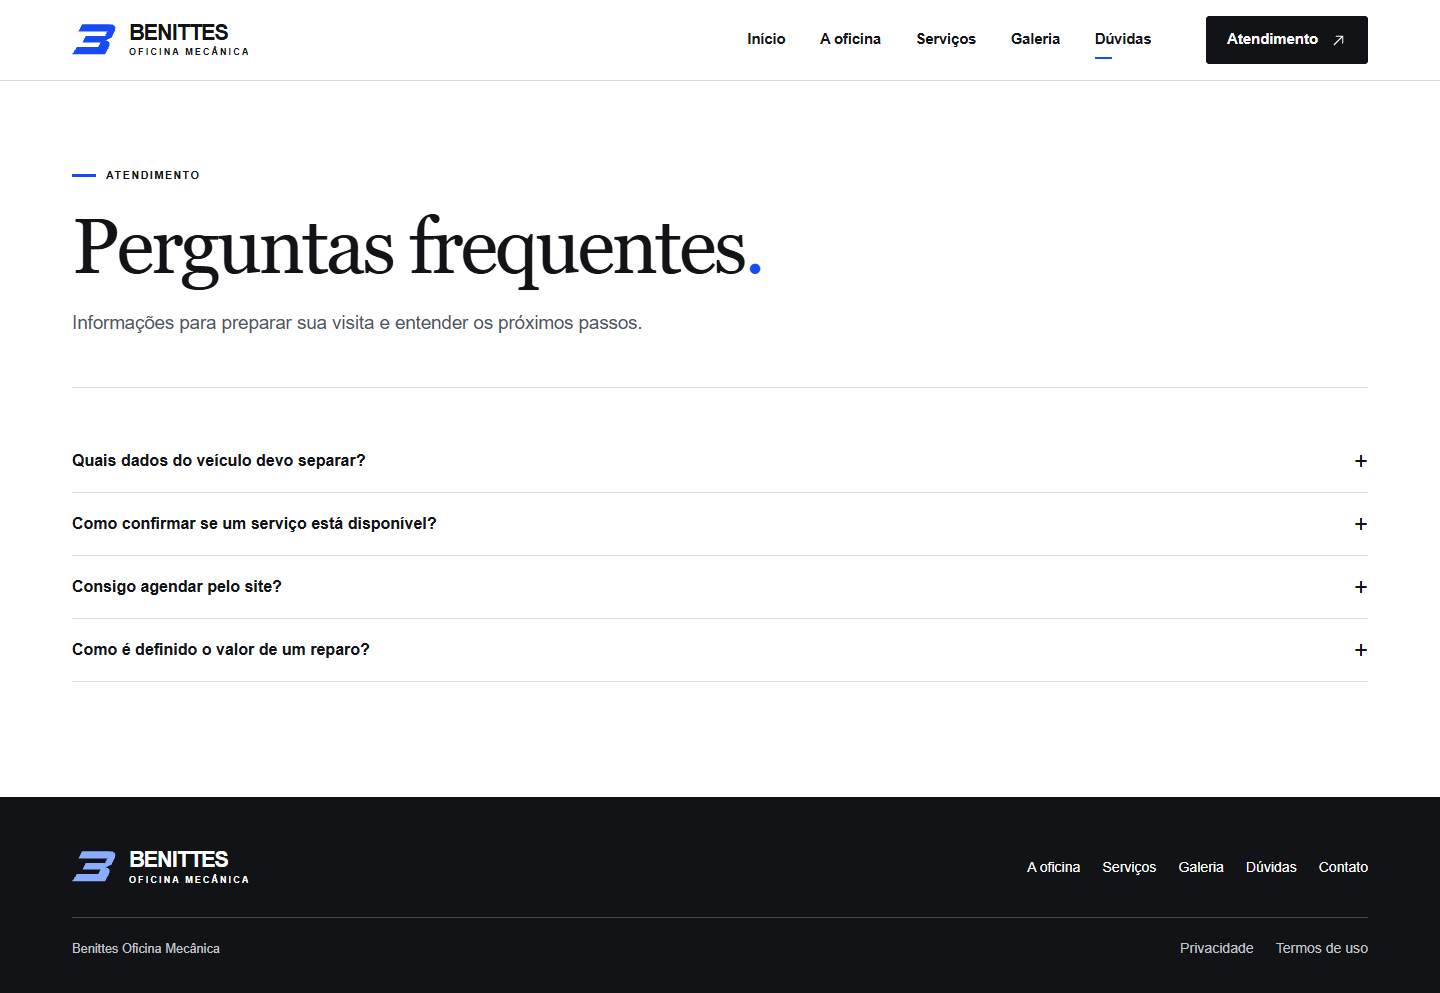 BENITTES
OFICINA MECÂNICA
Início
A oficina
Serviços
Galeria
Dúvidas
Atendimento
ATENDIMENTO
Perguntas frequentes.
Informações para preparar sua visita e entender os próximos passos.
Quais dados do veículo devo separar?
Como confirmar se um serviço está disponível?
Consigo agendar pelo site?
Como é definido o valor de um reparo?
BENITTES
OFICINA MECÂNICA
A oficina
Serviços
Galeria
Dúvidas
Contato
Benittes Oficina Mecânica
Privacidade
Termos de uso